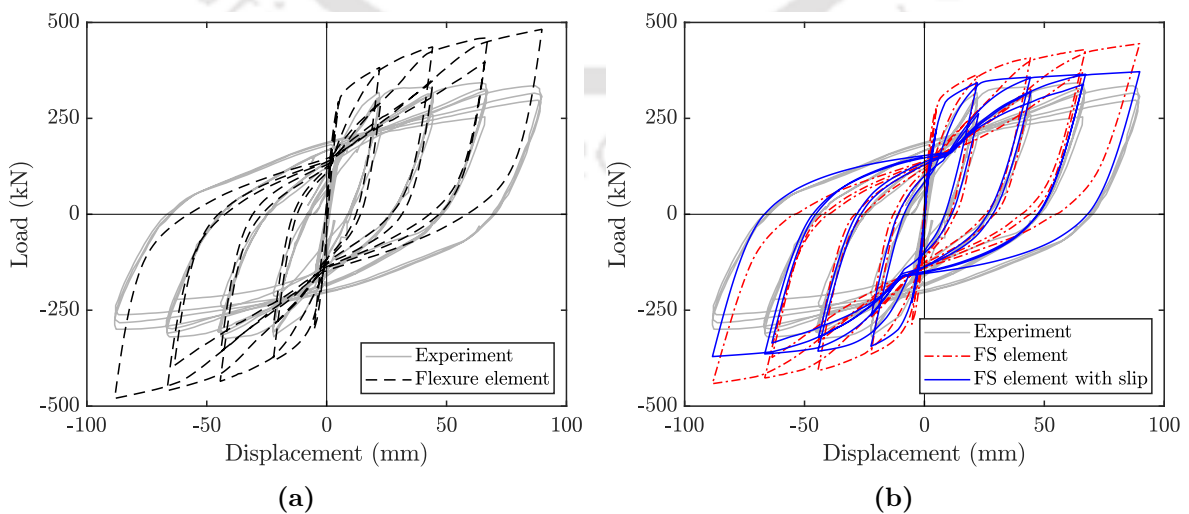 500
250
0
-250
-500
Load (kN)
-100
-50
0
50
100
Displacement (mm)
Experiment
Flexure element
(a)
500
250
0
-250
-500
Load (kN)
-100
-50
0
50
100
Displacement (mm)
Experiment
FS element
FS element with slip
(b)